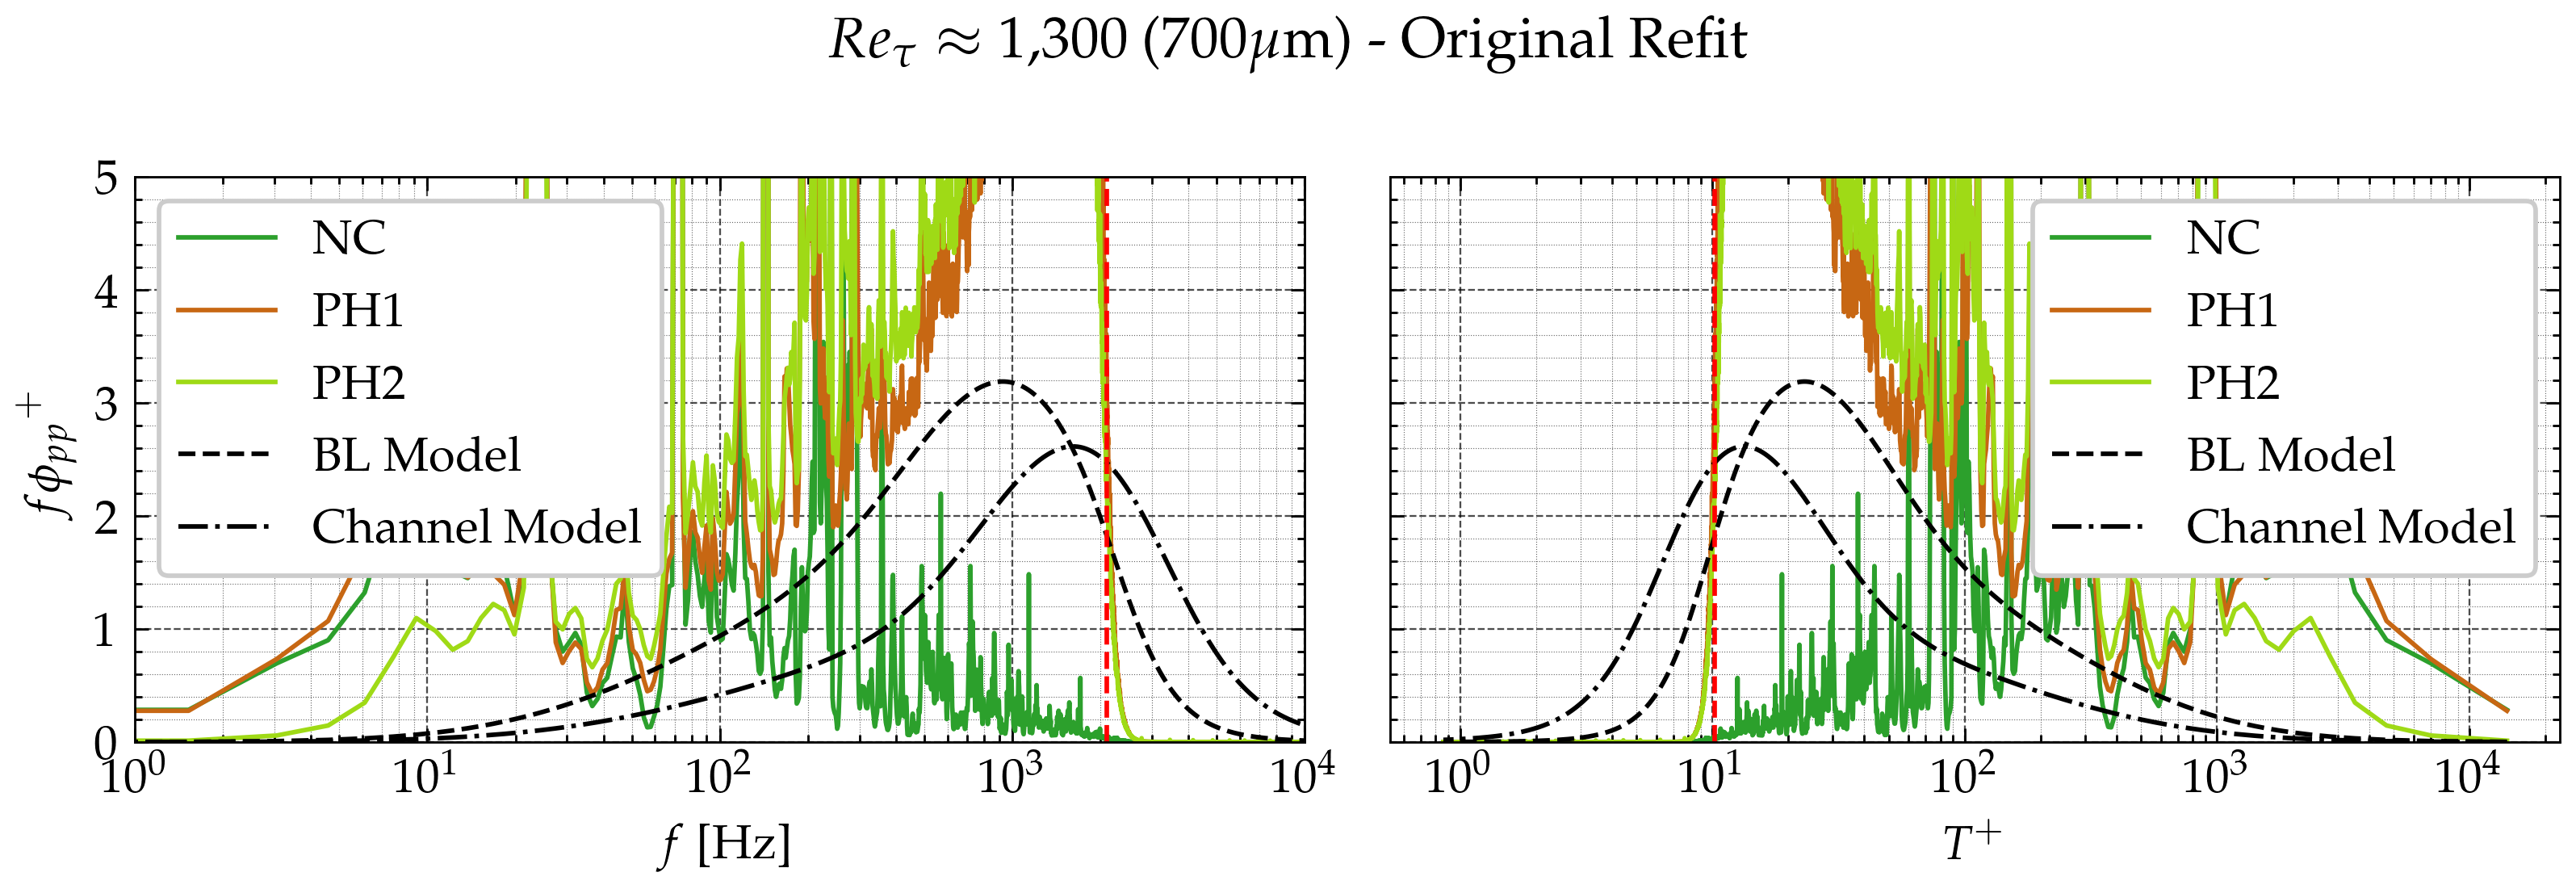 Re_τ ≈ 1,300 (700μm) - Original Refit
5
4
3
2
1
0
f ϕ_pp^+
NC
PH1
PH2
BL Model
Channel Model
10^0 10^1 10^2 10^3 10^4
f [Hz]
NC
PH1
PH2
BL Model
Channel Model
10^0 10^1 10^2 10^3 10^4
T^+